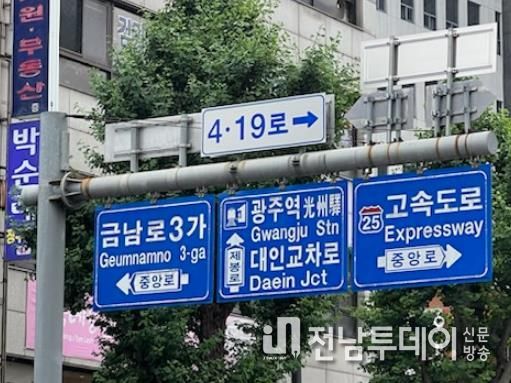 원·부동산
박순
4·19로 →
금남로3가
Geumnamno 3-ga
중앙로
광주역 光州驛
Gwangju Stn
제봉로
대인교차로
Daein Jct
25
고속도로
Expressway
중앙로
전남투데이 신문
방송